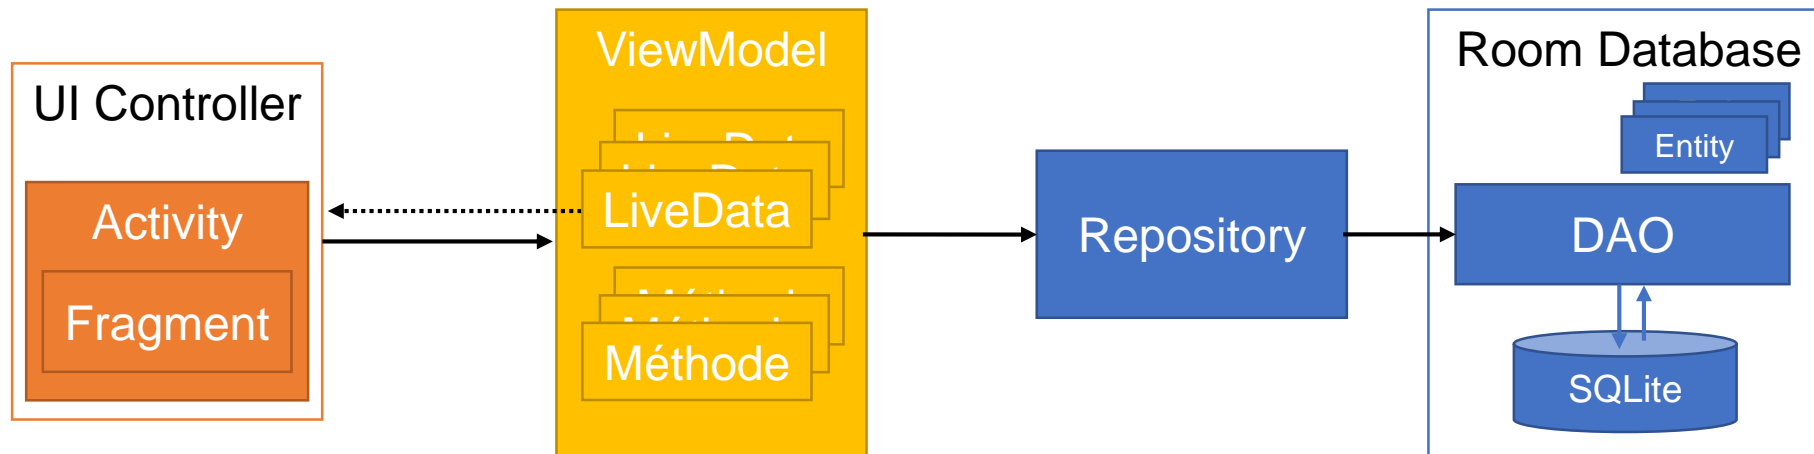 UI Controller
Activity
Fragment
ViewModel
LiveData
Méthode
Repository
Room Database
Entity
DAO
SQLite